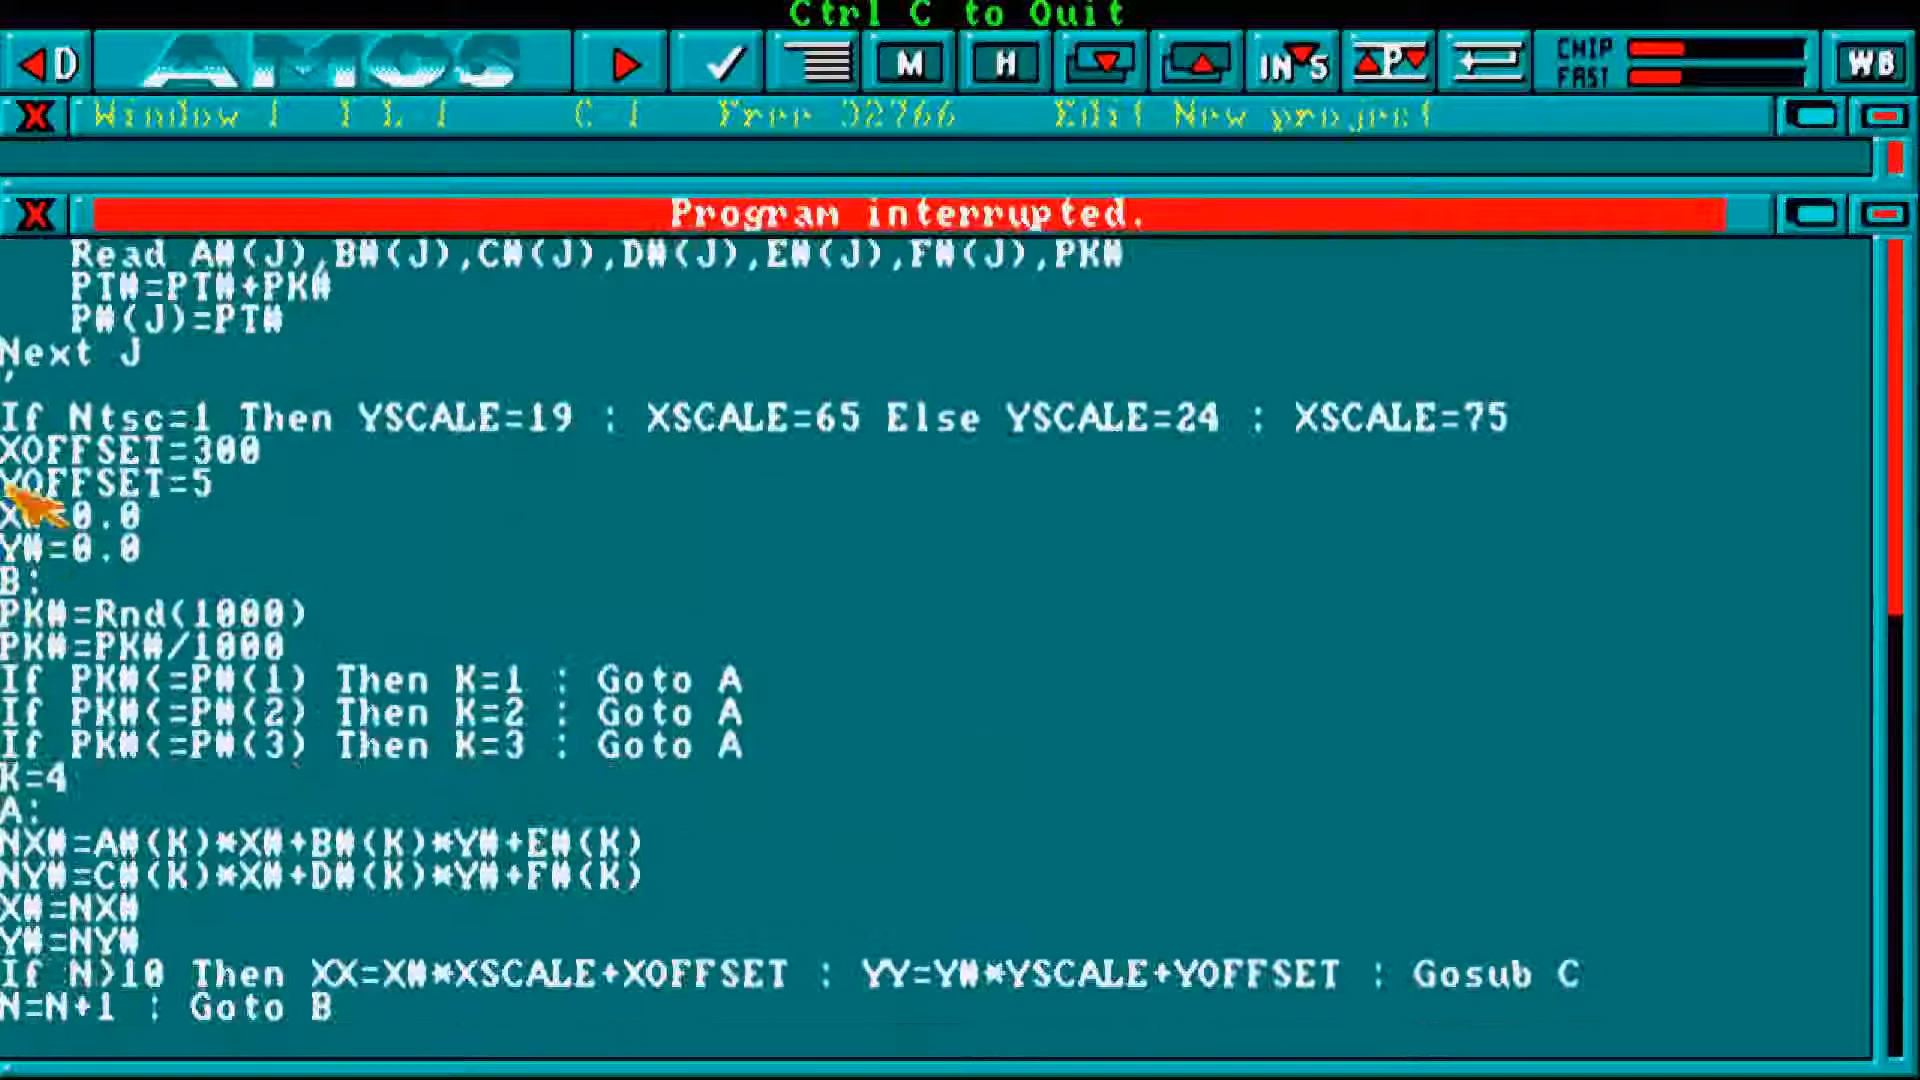 Ctrl C to Quit
D AMOS M H INS P CHIP FAST WB
X Window 1 I L 1 C 1 Free 32766 Edit New project
X Program interrupted.
Read A#(J),B#(J),C#(J),D#(J),E#(J),F#(J),PK#
PT#=PT#+PK#
P#(J)=PT#
Next J
'
If Ntsc=1 Then YSCALE=19 : XSCALE=65 Else YSCALE=24 : XSCALE=75
XOFFSET=300
YOFFSET=5
X#=0.0
Y#=0.0
B:
PK#=Rnd(1000)
PK#=PK#/1000
If PK#<=P#(1) Then K=1 : Goto A
If PK#<=P#(2) Then K=2 : Goto A
If PK#<=P#(3) Then K=3 : Goto A
K=4
A:
NX#=A#(K)*X#+B#(K)*Y#+E#(K)
NY#=C#(K)*X#+D#(K)*Y#+F#(K)
X#=NX#
Y#=NY#
If N>10 Then XX=X#*XSCALE+XOFFSET : YY=Y#*YSCALE+YOFFSET : Gosub C
N=N+1 : Goto B